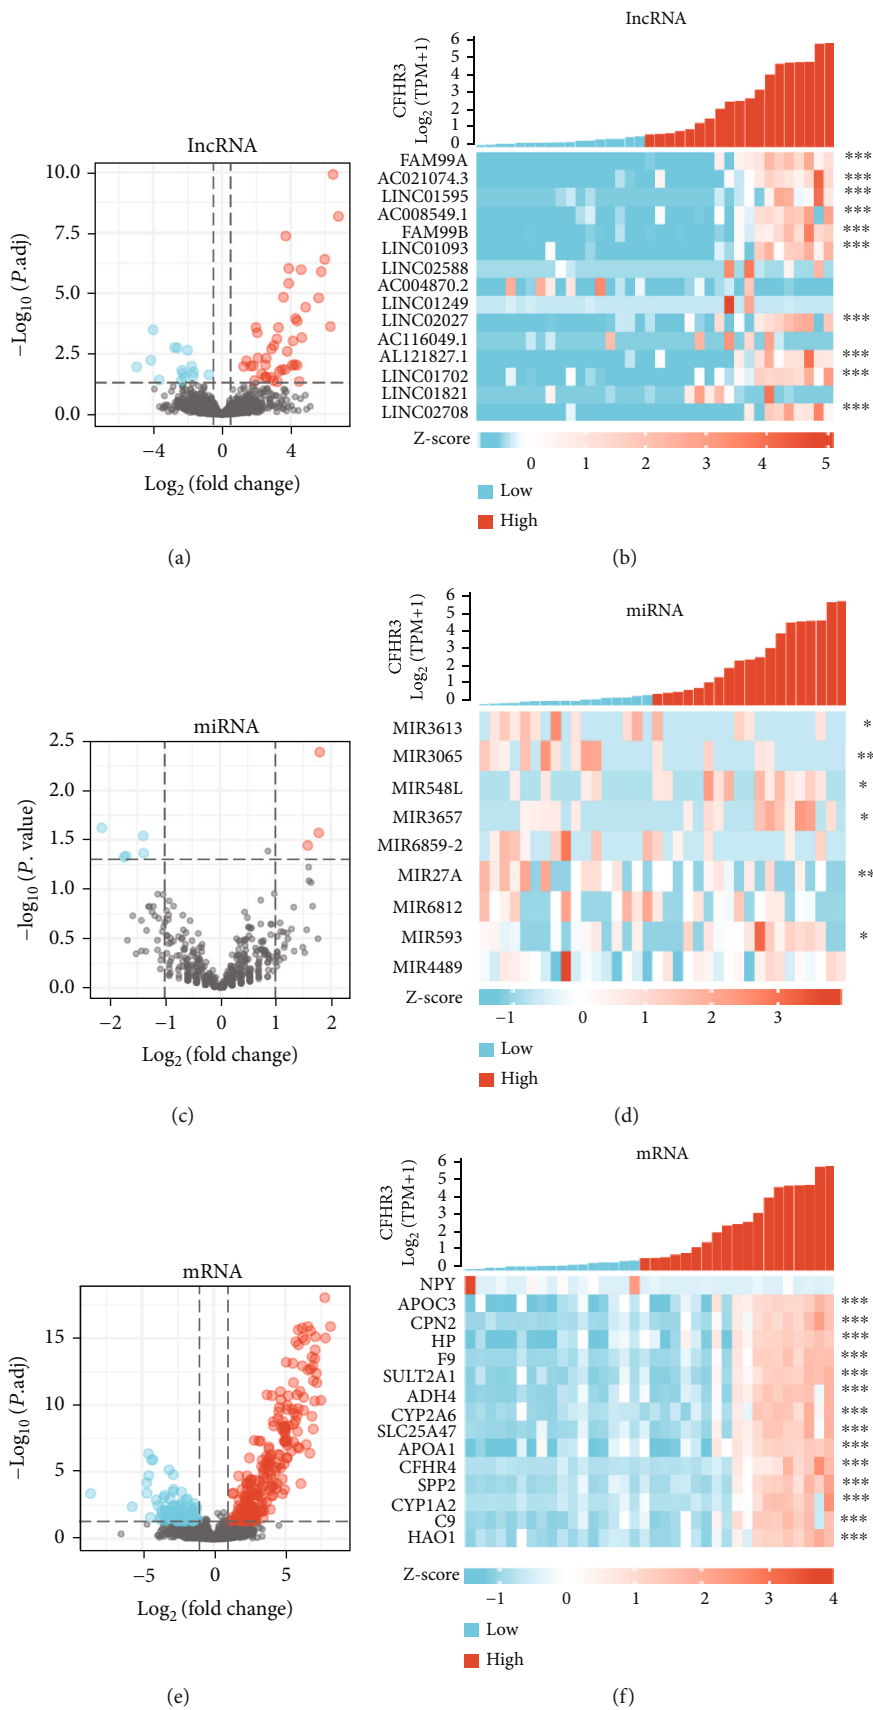 lncRNA
10.0
7.5
5.0
2.5
0.0
−Log10 (P.adj)
−4
0
4
Log2 (fold change)
(a)
lncRNA
CFHR3
Log2 (TPM+1)
6
5
4
3
2
1
0
FAM99A ***
AC021074.3 ***
LINC01595 ***
AC008549.1 ***
FAM99B ***
LINC01093 ***
LINC02588
AC004870.2
LINC01249
LINC02027 ***
AC116049.1
AL121827.1 ***
LINC01702 ***
LINC01821
LINC02708 ***
Z-score
0 1 2 3 4 5
Low
High
(b)
miRNA
2.5
2.0
1.5
1.0
0.5
0.0
−log10 (P. value)
−2 −1 0 1 2
Log2 (fold change)
(c)
miRNA
CFHR3
Log2 (TPM+1)
6
5
4
3
2
1
0
MIR3613 *
MIR3065 **
MIR548L *
MIR3657 *
MIR6859-2
MIR27A **
MIR6812
MIR593 *
MIR4489
Z-score
−1 0 1 2 3
Low
High
(d)
mRNA
15
10
5
0
−Log10 (P.adj)
−5 0 5
Log2 (fold change)
(e)
mRNA
CFHR3
Log2 (TPM+1)
6
5
4
3
2
1
0
NPY
APOC3 ***
CPN2 ***
HP ***
F9 ***
SULT2A1 ***
ADH4 ***
CYP2A6 ***
SLC25A47 ***
APOA1 ***
CFHR4 ***
SPP2 ***
CYP1A2 ***
C9 ***
HAO1 ***
Z-score
−1 0 1 2 3 4
Low
High
(f)